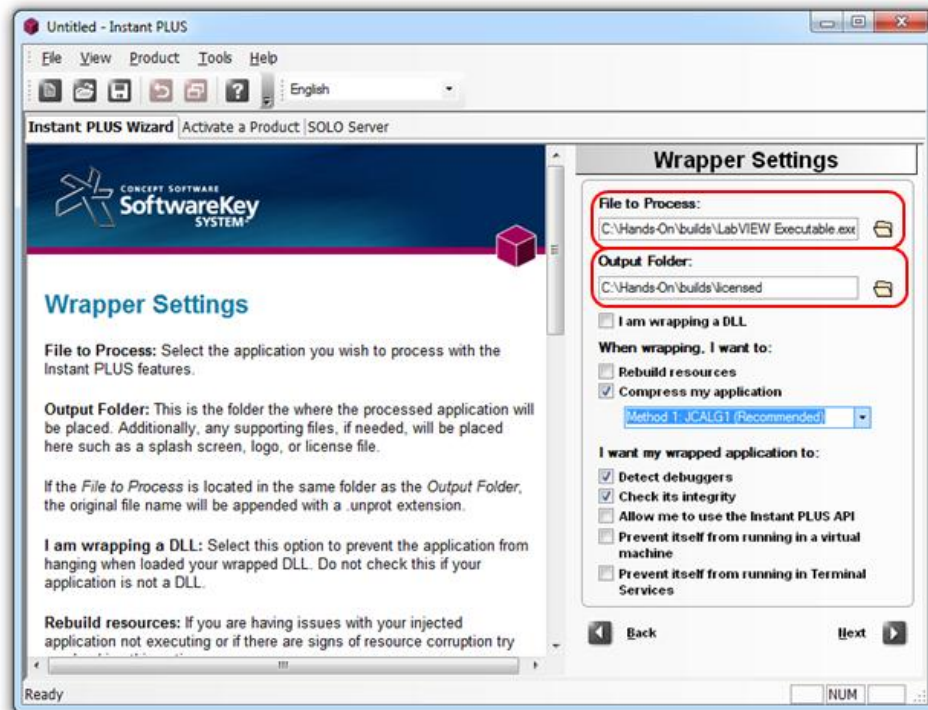 Untitled - Instant PLUS
File View Product Tools Help
English
Instant PLUS Wizard Activate a Product SOLO Server
CONCEPT SOFTWARE
SoftwareKey
SYSTEM
Wrapper Settings
File to Process: Select the application you wish to process with the
Instant PLUS features.
Output Folder: This is the folder the where the processed application will
be placed. Additionally, any supporting files, if needed, will be placed
here such as a splash screen, logo, or license file.
If the File to Process is located in the same folder as the Output Folder,
the original file name will be appended with a .unprot extension.
I am wrapping a DLL: Select this option to prevent the application from
hanging when loaded your wrapped DLL. Do not check this if your
application is not a DLL.
Rebuild resources: If you are having issues with your injected
application not executing or if there are signs of resource corruption try
Wrapper Settings
File to Process:
C:\Hands-On\builds\LabVIEW Executable.exe
Output Folder:
C:\Hands-On\builds\licensed
I am wrapping a DLL
When wrapping, I want to:
Rebuild resources
Compress my application
Method 1: JCALG1 (Recommended)
I want my wrapped application to:
Detect debuggers
Check its integrity
Allow me to use the Instant PLUS API
Prevent itself from running in a virtual
machine
Prevent itself from running in Terminal
Services
Back Next
Ready NUM